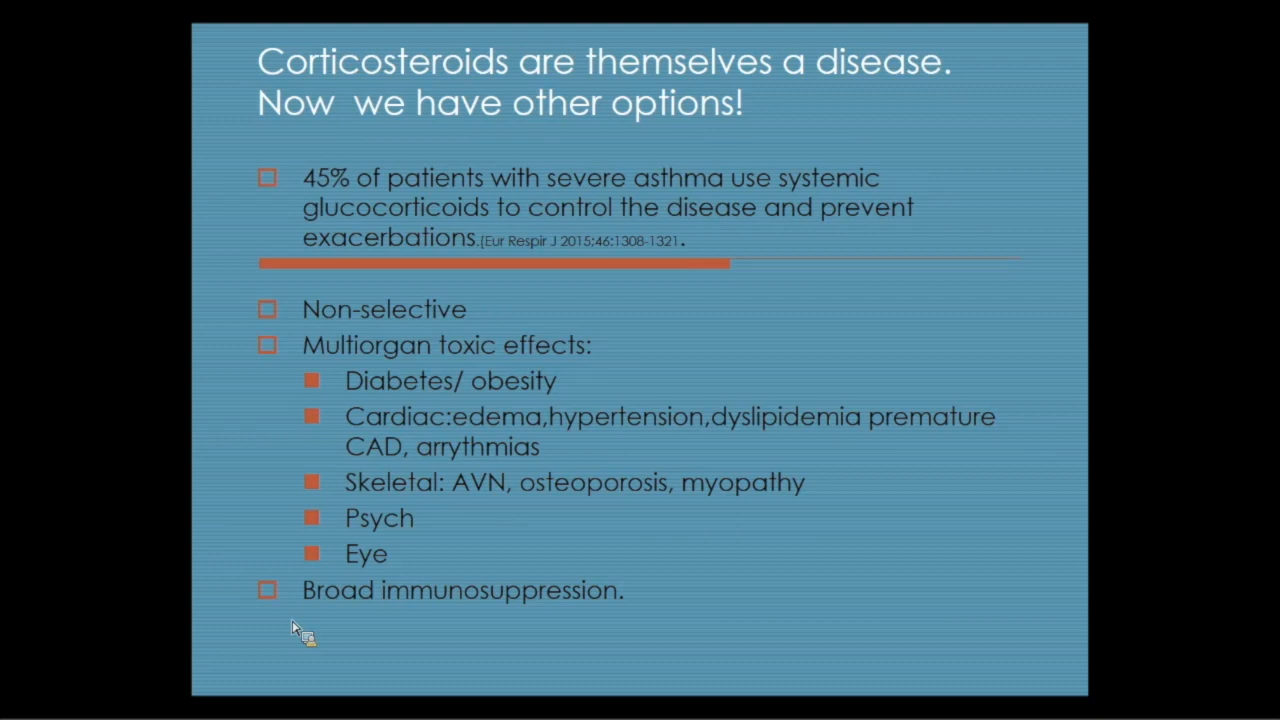 Corticosteroids are themselves a disease.
Now we have other options!
45% of patients with severe asthma use systemic
glucocorticoids to control the disease and prevent
exacerbations.(Eur Respir J 2015;46:1308-1321.
Non-selective
Multiorgan toxic effects:
Diabetes/ obesity
Cardiac:edema,hypertension,dyslipidemia premature
CAD, arrythmias
Skeletal: AVN, osteoporosis, myopathy
Psych
Eye
Broad immunosuppression.